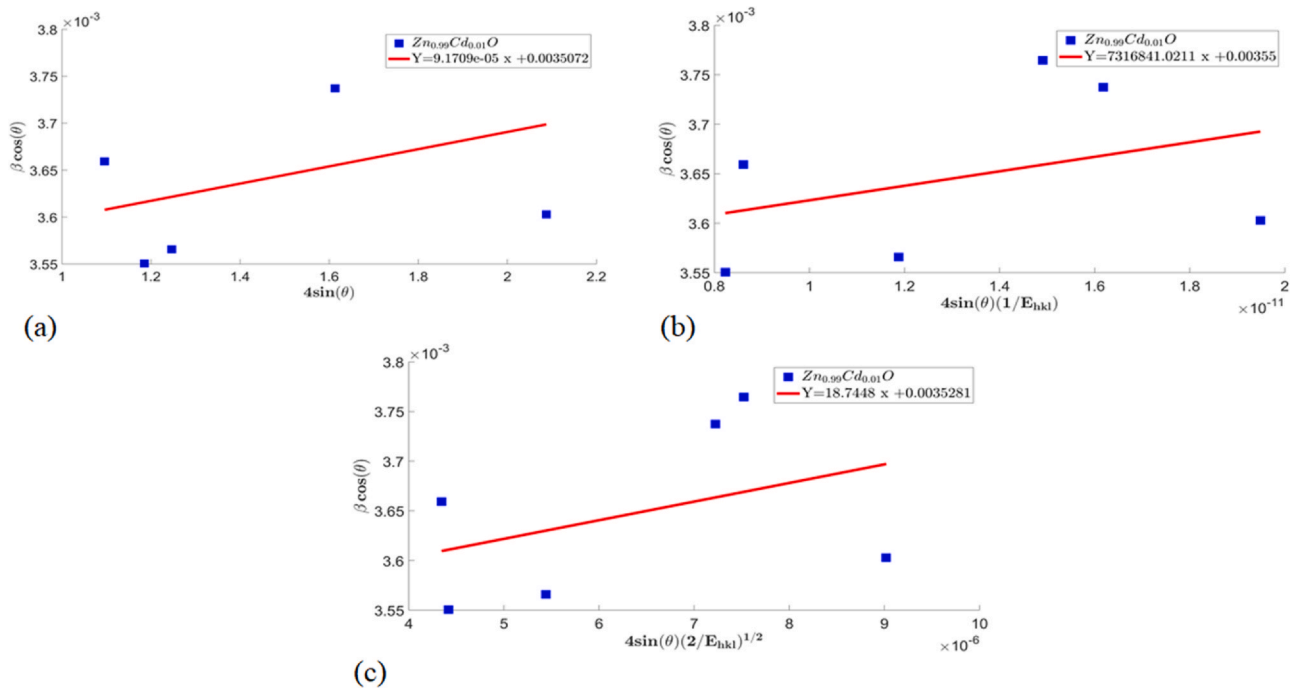 ×10⁻³
3.8
3.75
3.7
3.65
3.6
3.55
β cos(θ)
Zn₀.₉₉Cd₀.₀₁O
Y=9.1709e-05 x +0.0035072
1 1.2 1.4 1.6 1.8 2 2.2
4sin(θ)
(a)
×10⁻³
3.8
3.75
3.7
3.65
3.6
3.55
β cos(θ)
Zn₀.₉₉Cd₀.₀₁O
Y=7316841.0211 x +0.00355
0.8 1 1.2 1.4 1.6 1.8 2
4sin(θ)(1/Eₕₖₗ)
×10⁻¹¹
(b)
×10⁻³
3.8
3.75
3.7
3.65
3.6
3.55
β cos(θ)
Zn₀.₉₉Cd₀.₀₁O
Y=18.7448 x +0.0035281
4 5 6 7 8 9 10
4sin(θ)(2/Eₕₖₗ)¹/²
×10⁻⁶
(c)